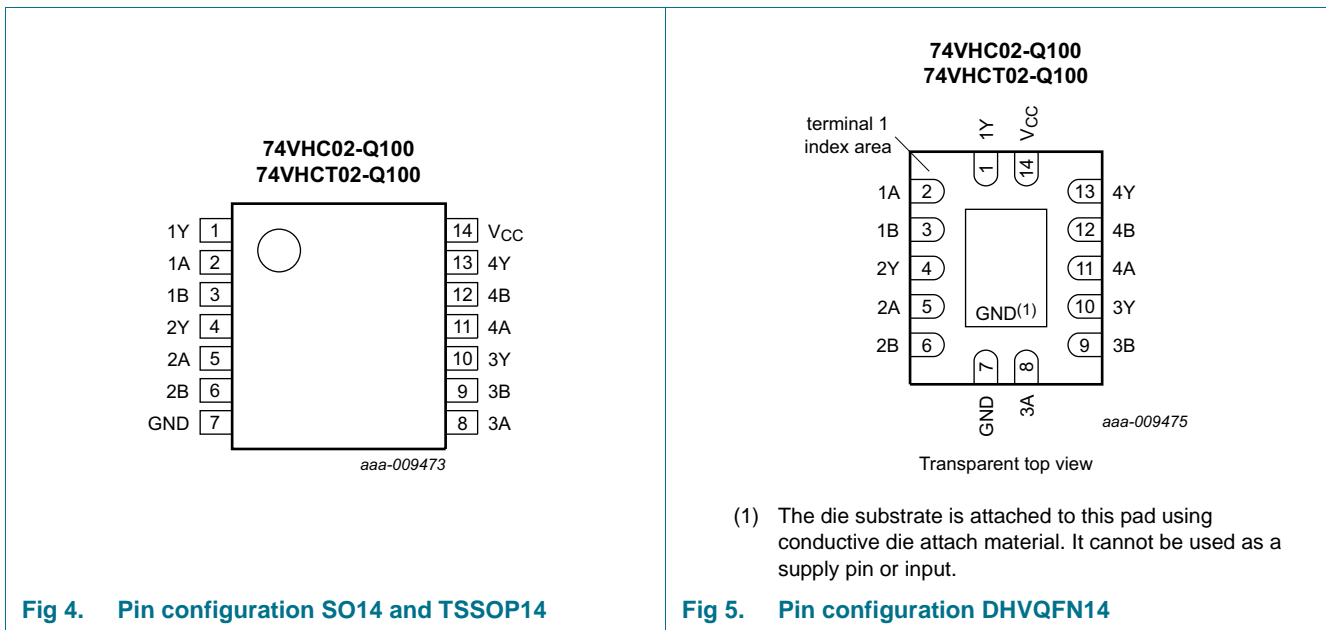 74VHC02-Q100
74VHCT02-Q100
1Y 1 14 VCC
1A 2 13 4Y
1B 3 12 4B
2Y 4 11 4A
2A 5 10 3Y
2B 6 9 3B
GND 7 8 3A
aaa-009473
Fig 4. Pin configuration SO14 and TSSOP14
74VHC02-Q100
74VHCT02-Q100
terminal 1
index area
1Y VCC
1 14
1A 2 13 4Y
1B 3 12 4B
2Y 4 11 4A
2A 5 10 3Y
GND(1)
2B 6 9 3B
7 8
GND 3A
aaa-009475
Transparent top view
(1) The die substrate is attached to this pad using
conductive die attach material. It cannot be used as a
supply pin or input.
Fig 5. Pin configuration DHVQFN14